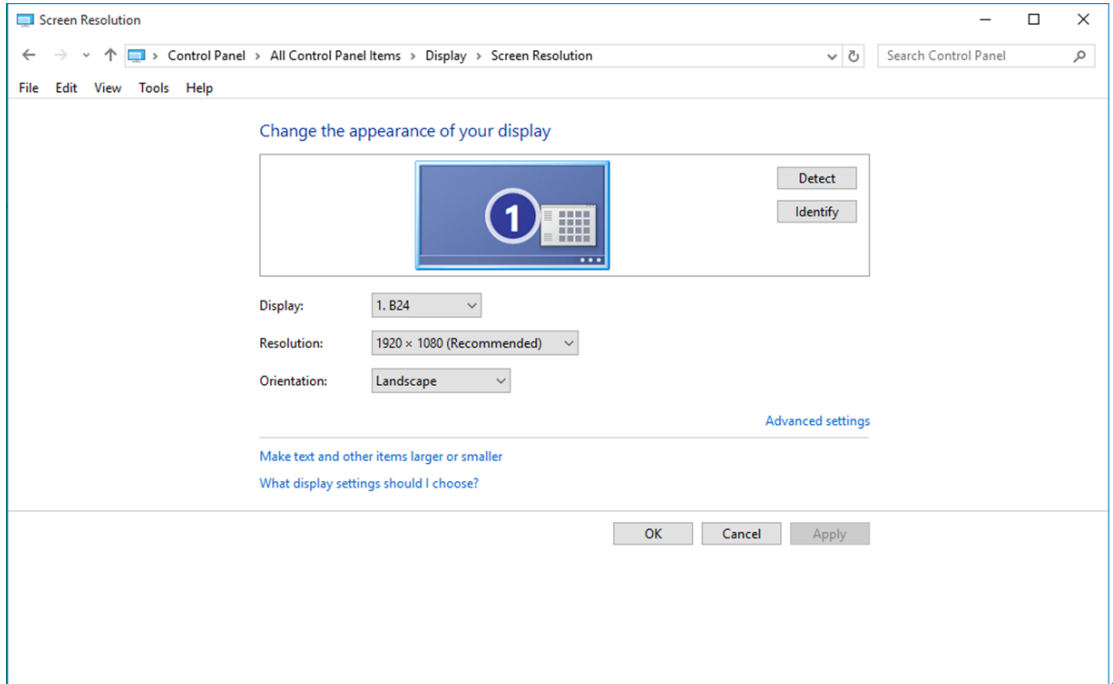 Screen Resolution
Control Panel > All Control Panel Items > Display > Screen Resolution Search Control Panel
File Edit View Tools Help
Change the appearance of your display
1
Detect
Identify
Display: 1. B24
Resolution: 1920 × 1080 (Recommended)
Orientation: Landscape
Advanced settings
Make text and other items larger or smaller
What display settings should I choose?
OK Cancel Apply